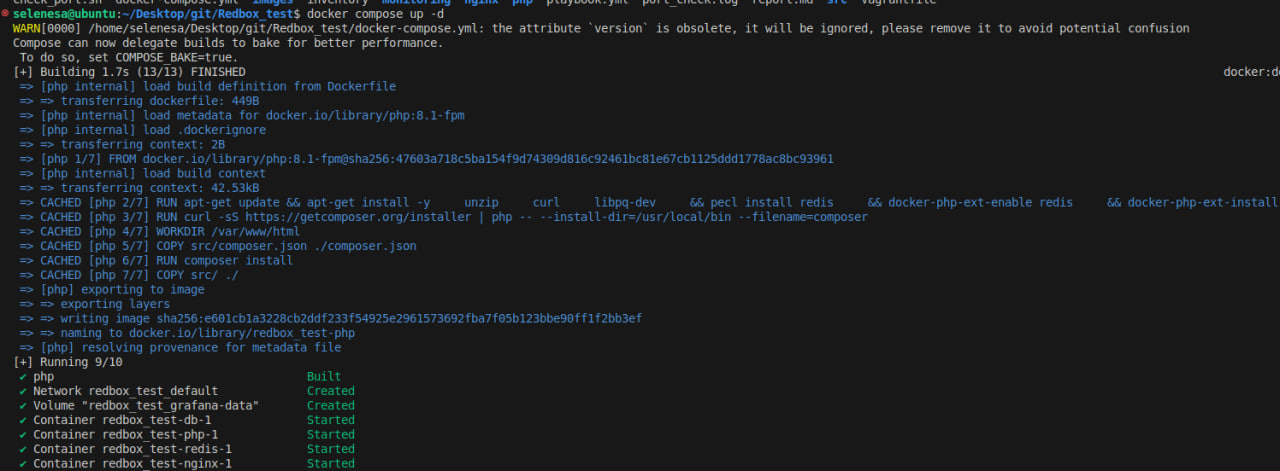 check_port.sh docker-compose.yml images inventory monitoring nginx php playbook.yml port_check.log report.md src Vagrantfile
selenesa@ubuntu:~/Desktop/git/Redbox_test$ docker compose up -d
WARN[0000] /home/selenesa/Desktop/git/Redbox_test/docker-compose.yml: the attribute `version` is obsolete, it will be ignored, please remove it to avoid potential confusion
Compose can now delegate builds to bake for better performance.
To do so, set COMPOSE_BAKE=true.
[+] Building 1.7s (13/13) FINISHED docker:de
=> [php internal] load build definition from Dockerfile
=> => transferring dockerfile: 449B
=> [php internal] load metadata for docker.io/library/php:8.1-fpm
=> [php internal] load .dockerignore
=> => transferring context: 2B
=> [php 1/7] FROM docker.io/library/php:8.1-fpm@sha256:47603a718c5ba154f9d74309d816c92461bc81e67cb1125ddd1778ac8bc93961
=> [php internal] load build context
=> => transferring context: 42.53kB
=> CACHED [php 2/7] RUN apt-get update && apt-get install -y     unzip     curl     libpq-dev     && pecl install redis     && docker-php-ext-enable redis     && docker-php-ext-install
=> CACHED [php 3/7] RUN curl -sS https://getcomposer.org/installer | php -- --install-dir=/usr/local/bin --filename=composer
=> CACHED [php 4/7] WORKDIR /var/www/html
=> CACHED [php 5/7] COPY src/composer.json ./composer.json
=> CACHED [php 6/7] RUN composer install
=> CACHED [php 7/7] COPY src/ ./
=> [php] exporting to image
=> => exporting layers
=> => writing image sha256:e601cb1a3228cb2ddf233f54925e2961573692fba7f05b123bbe90ff1f2bb3ef
=> => naming to docker.io/library/redbox_test-php
=> [php] resolving provenance for metadata file
[+] Running 9/10
✔ php Built
✔ Network redbox_test_default Created
✔ Volume "redbox_test_grafana-data" Created
✔ Container redbox_test-db-1 Started
✔ Container redbox_test-php-1 Started
✔ Container redbox_test-redis-1 Started
✔ Container redbox_test-nginx-1 Started